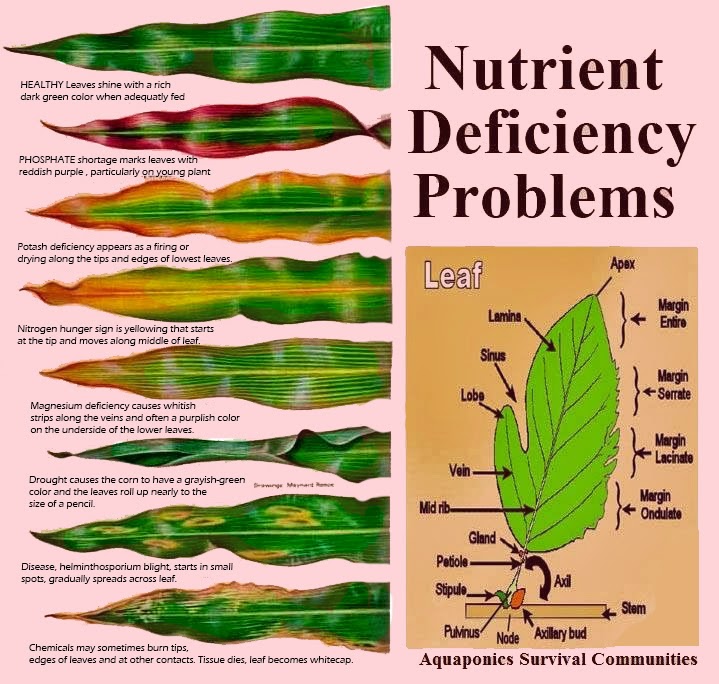 Nutrient
Deficiency
Problems
HEALTHY Leaves shine with a rich
dark green color when adequatly fed
PHOSPHATE shortage marks leaves with
reddish purple , particularly on young plant
Potash deficiency appears as a firing or
drying along the tips and edges of lowest leaves.
Nitrogen hunger sign is yellowing that starts
at the tip and moves along middle of leaf.
Magnesium deficiency causes whitish
strips along the veins and often a purplish color
on the underside of the lower leaves.
Drought causes the corn to have a grayish-green
color and the leaves roll up nearly to the
size of a pencil.
Drawings Maynard Reece
Disease, helminthosporium blight, starts in small
spots, gradually spreads across leaf.
Chemicals may sometimes burn tips,
edges of leaves and at other contacts. Tissue dies, leaf becomes whitecap.
Leaf
Apex
Lamina
Margin
Entire
Sinus
Margin
Serrate
Lobe
Margin
Lacinate
Vein
Margin
Ondulate
Mid rib
Gland
Petiole
Axil
Stipule
Stem
Pulvinus
Node
Axillary bud
Aquaponics Survival Communities